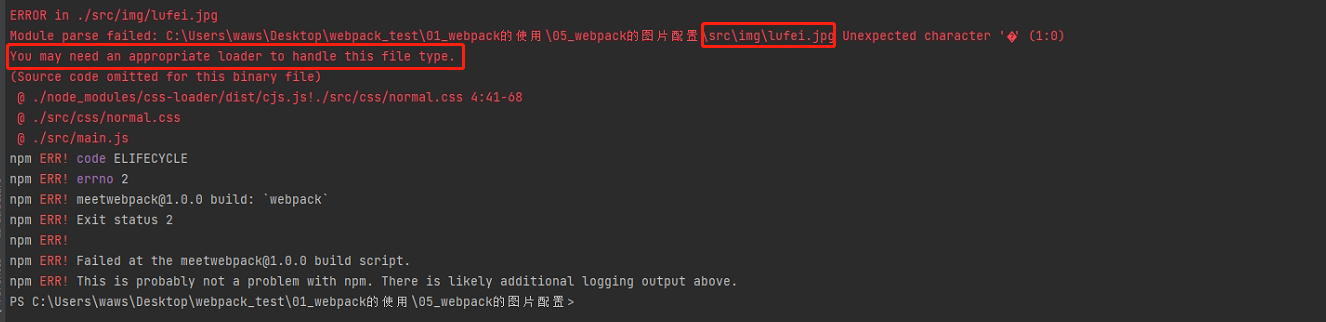 ERROR in ./src/img/lufei.jpg
Module parse failed: C:\Users\waws\Desktop\webpack_test\01_webpack的使用\05_webpack的图片配置\src\img\lufei.jpg Unexpected character '�' (1:0)
You may need an appropriate loader to handle this file type.
(Source code omitted for this binary file)
 @ ./node_modules/css-loader/dist/cjs.js!./src/css/normal.css 4:41-68
 @ ./src/css/normal.css
 @ ./src/main.js
npm ERR! code ELIFECYCLE
npm ERR! errno 2
npm ERR! meetwebpack@1.0.0 build: `webpack`
npm ERR! Exit status 2
npm ERR!
npm ERR! Failed at the meetwebpack@1.0.0 build script.
npm ERR! This is probably not a problem with npm. There is likely additional logging output above.
PS C:\Users\waws\Desktop\webpack_test\01_webpack的使用\05_webpack的图片配置>